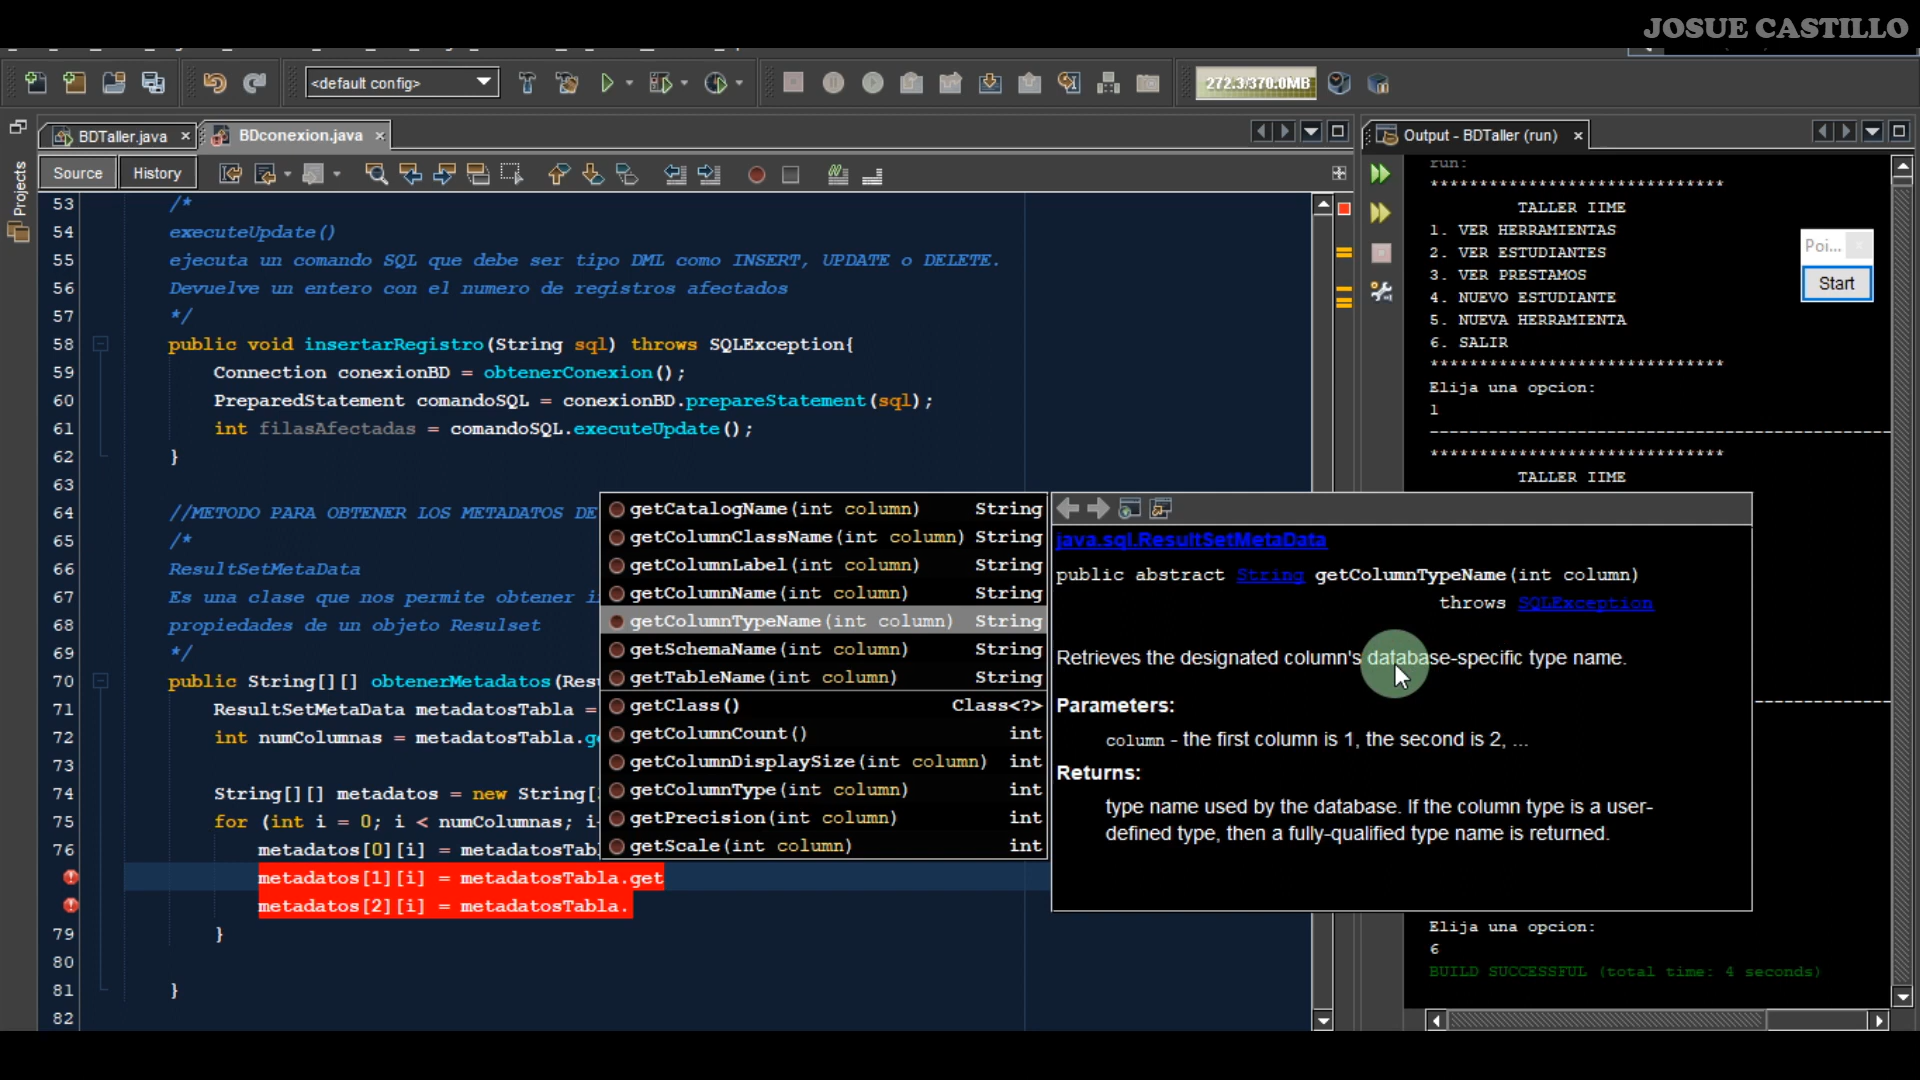 JOSUE CASTILLO
<default config>
272.3/370.0MB
BDTaller.java
BDconexion.java
Output - BDTaller (run)
Projects
Source
History
53 /*
54 executeUpdate()
55 ejecuta un comando SQL que debe ser tipo DML como INSERT, UPDATE o DELETE.
56 Devuelve un entero con el numero de registros afectados
57 */
58 public void insertarRegistro(String sql) throws SQLException{
59 Connection conexionBD = obtenerConexion();
60 PreparedStatement comandoSQL = conexionBD.prepareStatement(sql);
61 int filasAfectadas = comandoSQL.executeUpdate();
62 }
63
64 //METODO PARA OBTENER LOS METADATOS DE
65 /*
66 ResultSetMetaData
67 Es una clase que nos permite obtener
68 propiedades de un objeto Resulset
69 */
70 public String[][] obtenerMetadatos(Res
71 ResultSetMetaData metadatosTabla =
72 int numColumnas = metadatosTabla.g
73
74 String[][] metadatos = new String[
75 for (int i = 0; i < numColumnas; i
76 metadatos[0][i] = metadatosTabl
metadatos[1][i] = metadatosTabla.get
metadatos[2][i] = metadatosTabla.
79 }
80
81 }
82
getCatalogName(int column) String
getColumnClassName(int column) String
getColumnLabel(int column) String
getColumnName(int column) String
getColumnTypeName(int column) String
getSchemaName(int column) String
getTableName(int column) String
getClass() Class<?>
getColumnCount() int
getColumnDisplaySize(int column) int
getColumnType(int column) int
getPrecision(int column) int
getScale(int column) int
java.sql.ResultSetMetaData
public abstract String getColumnTypeName(int column)
throws SQLException
Retrieves the designated column's database-specific type name.
Parameters:
column - the first column is 1, the second is 2, ...
Returns:
type name used by the database. If the column type is a user-
defined type, then a fully-qualified type name is returned.
run:
*******************************
TALLER IIME
1. VER HERRAMIENTAS
2. VER ESTUDIANTES
3. VER PRESTAMOS
4. NUEVO ESTUDIANTE
5. NUEVA HERRAMIENTA
6. SALIR
*******************************
Elija una opcion:
1
*******************************
TALLER IIME
Elija una opcion:
6
BUILD SUCCESSFUL (total time: 4 seconds)
Poi...
Start